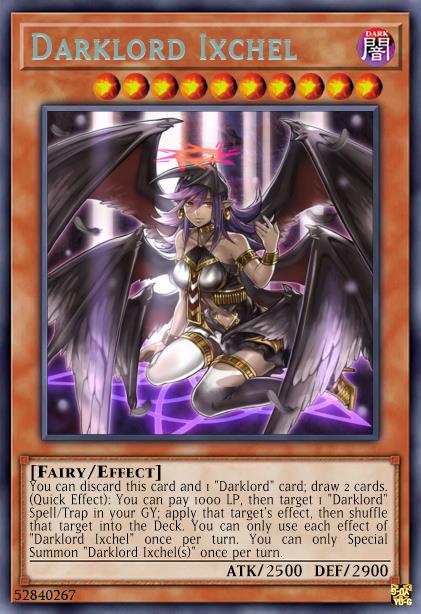 Darklord Ixchel
DARK
闇
[Fairy/Effect]
You can discard this card and 1 "Darklord" card; draw 2 cards.
(Quick Effect): You can pay 1000 LP, then target 1 "Darklord"
Spell/Trap in your GY; apply that target's effect, then shuffle
that target into the Deck. You can only use each effect of
"Darklord Ixchel" once per turn. You can only Special
Summon "Darklord Ixchel(s)" once per turn.
ATK/2500 DEF/2900
52840267